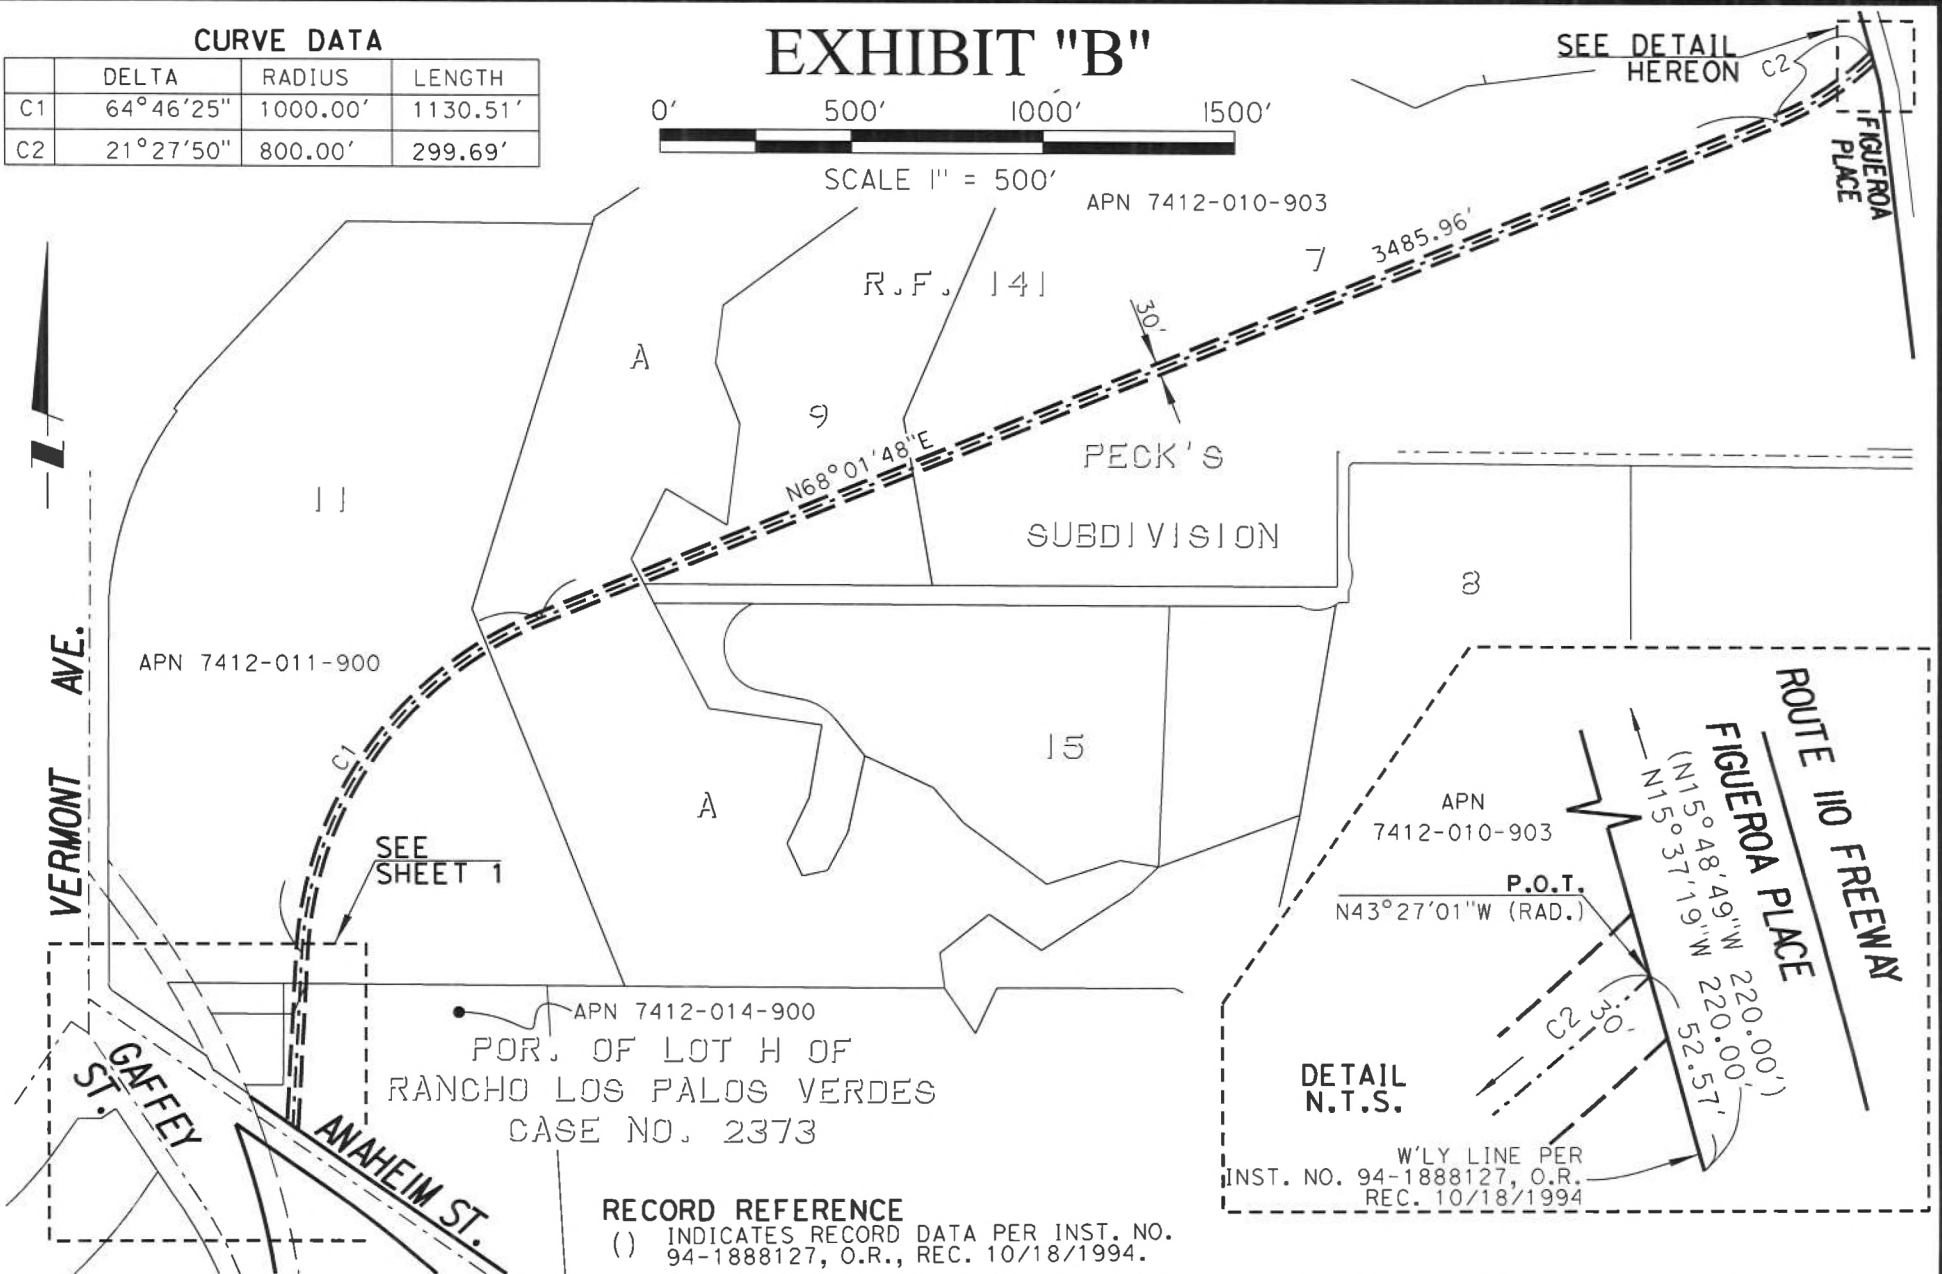 CURVE DATA
DELTA RADIUS LENGTH
C1 64°46'25" 1000.00' 1130.51'
C2 21°27'50" 800.00' 299.69'
EXHIBIT "B"
0' 500' 1000' 1500'
SCALE 1" = 500'
SEE DETAIL
HEREON
C2
FIGUEROA
PLACE
APN 7412-010-903
7
3485.96'
R.F. 141
30'
A
9
N68°01'48"E
PECK'S
SUBDIVISION
11
8
VERMONT AVE.
APN 7412-011-900
C1
15
A
SEE
SHEET 1
APN 7412-014-900
POR. OF LOT H OF
RANCHO LOS PALOS VERDES
CASE NO. 2373
GAFFEY
ST.
ANAHEIM ST.
RECORD REFERENCE
() INDICATES RECORD DATA PER INST. NO.
94-1888127, O.R., REC. 10/18/1994.
ROUTE 110 FREEWAY
FIGUEROA PLACE
(N15°48'49"W 220.00')
N15°37'19"W 220.00'
52.57'
APN
7412-010-903
P.O.T.
N43°27'01"W (RAD.)
C2
30'
DETAIL
N.T.S.
W'LY LINE PER
INST. NO. 94-1888127, O.R.
REC. 10/18/1994
N